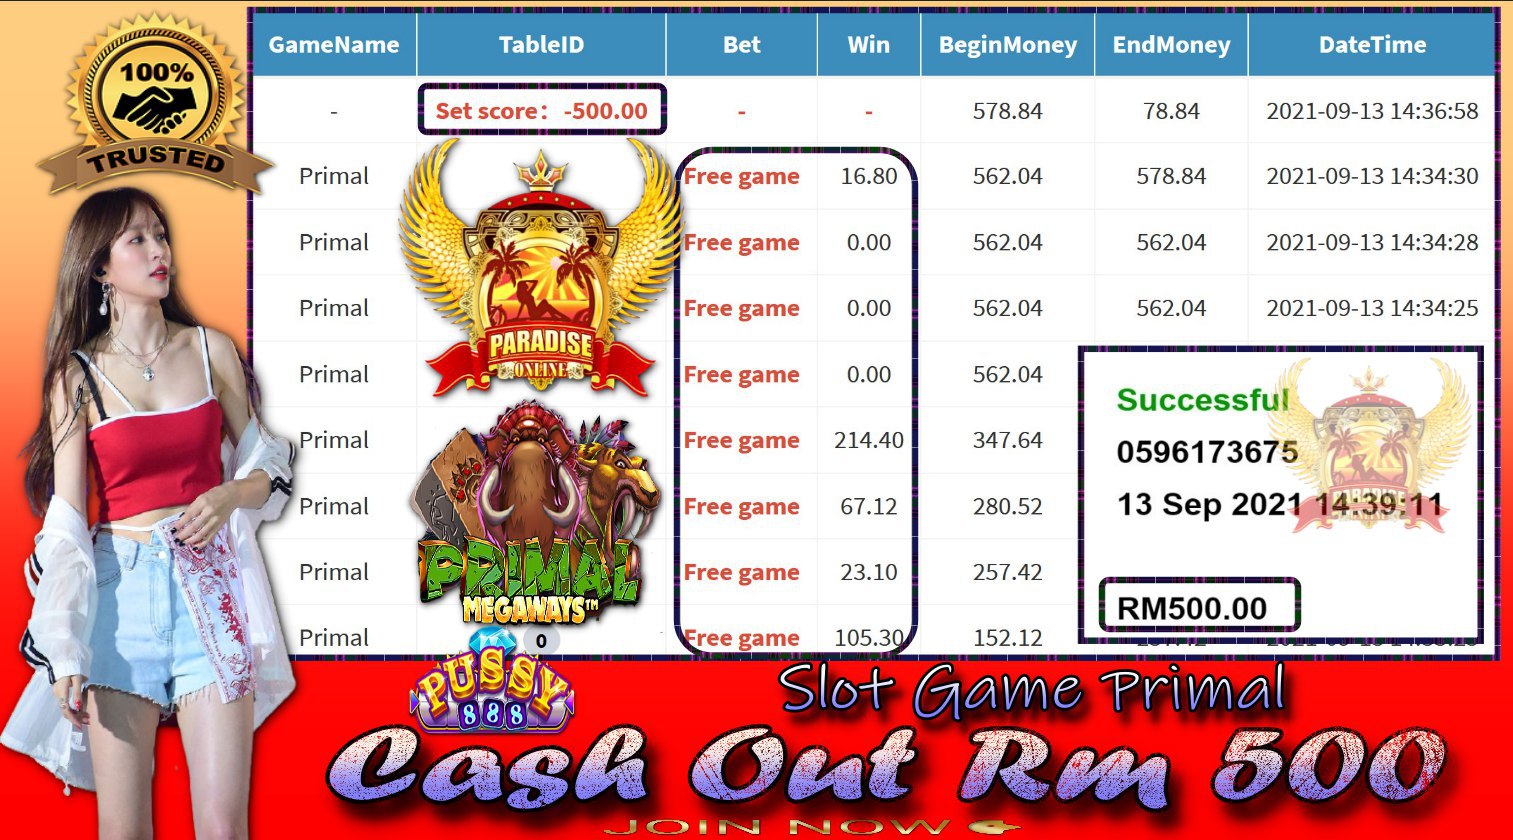 100%
TRUSTED
GameName TableID Bet Win BeginMoney EndMoney DateTime
- Set score: -500.00 - - 578.84 78.84 2021-09-13 14:36:58
Primal Free game 16.80 562.04 578.84 2021-09-13 14:34:30
Primal Free game 0.00 562.04 562.04 2021-09-13 14:34:28
Primal Free game 0.00 562.04 562.04 2021-09-13 14:34:25
Primal Free game 0.00 562.04
Primal Free game 214.40 347.64
Primal Free game 67.12 280.52
Primal Free game 23.10 257.42
Primal 0 Free game 105.30 152.12
PARADISE
ONLINE
PRIMAL
MEGAWAYS™
Successful
0596173675
13 Sep 2021 14:39:11
RM500.00
PUSSY
888
Slot Game Primal
Cash Out Rm 500
JOIN NOW